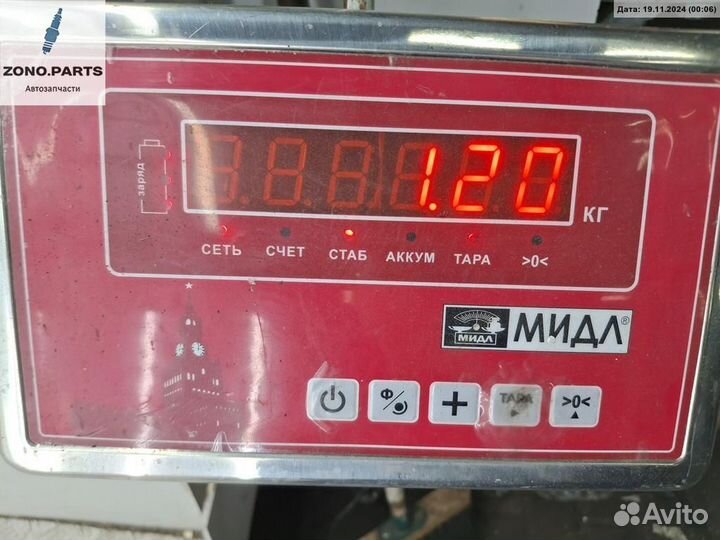 Дата: 19.11.2024 (00:06)
ZONO.PARTS
Автозапчасти
заряд
1.20
КГ
СЕТЬ СЧЕТ СТАБ АККУМ ТАРА >0<
МИДЛ МИДЛ®
Ф
+
ТАРА
>0<
Avito